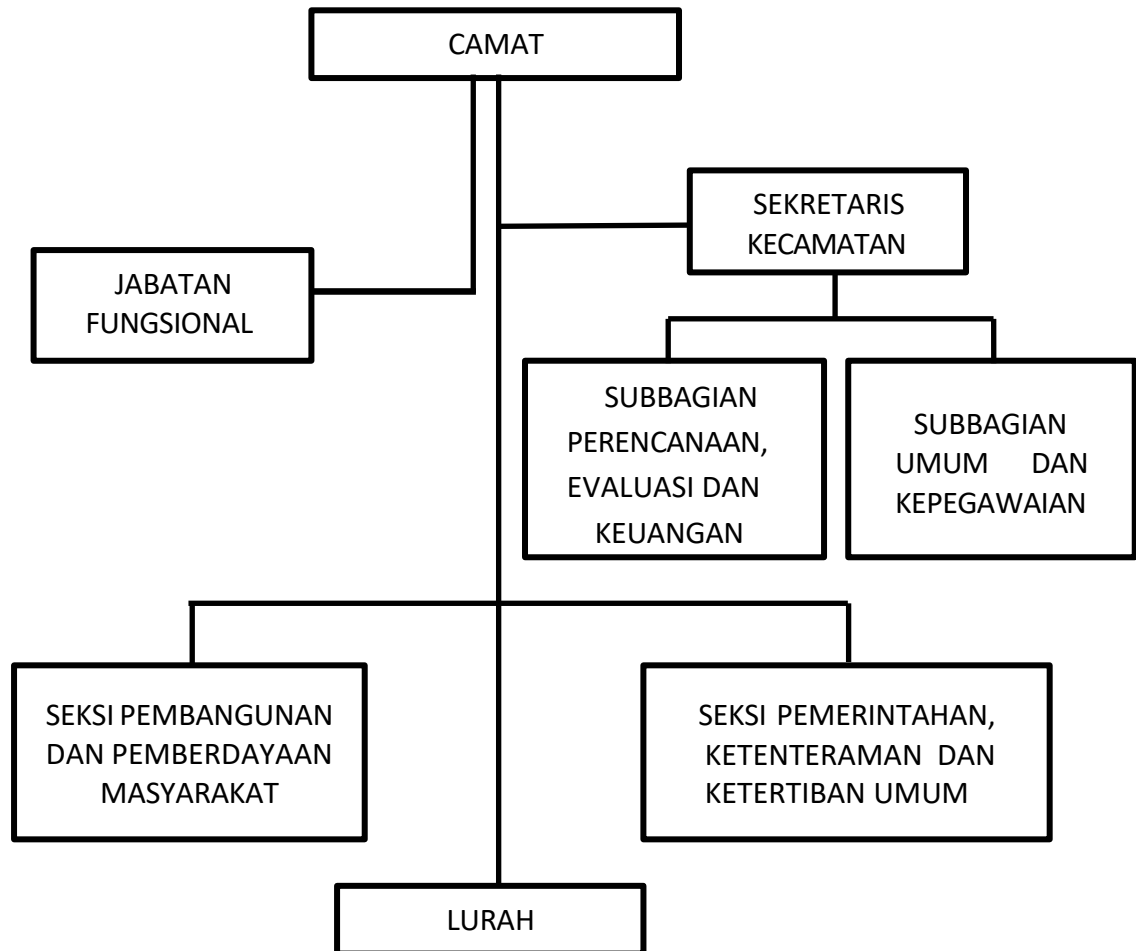 CAMAT
SEKRETARIS
KECAMATAN
JABATAN
FUNGSIONAL
SUBBAGIAN
PERENCANAAN,
EVALUASI DAN
KEUANGAN
SUBBAGIAN
UMUM DAN
KEPEGAWAIAN
SEKSI PEMBANGUNAN
DAN PEMBERDAYAAN
MASYARAKAT
SEKSI PEMERINTAHAN,
KETENTERAMAN DAN
KETERTIBAN UMUM
LURAH